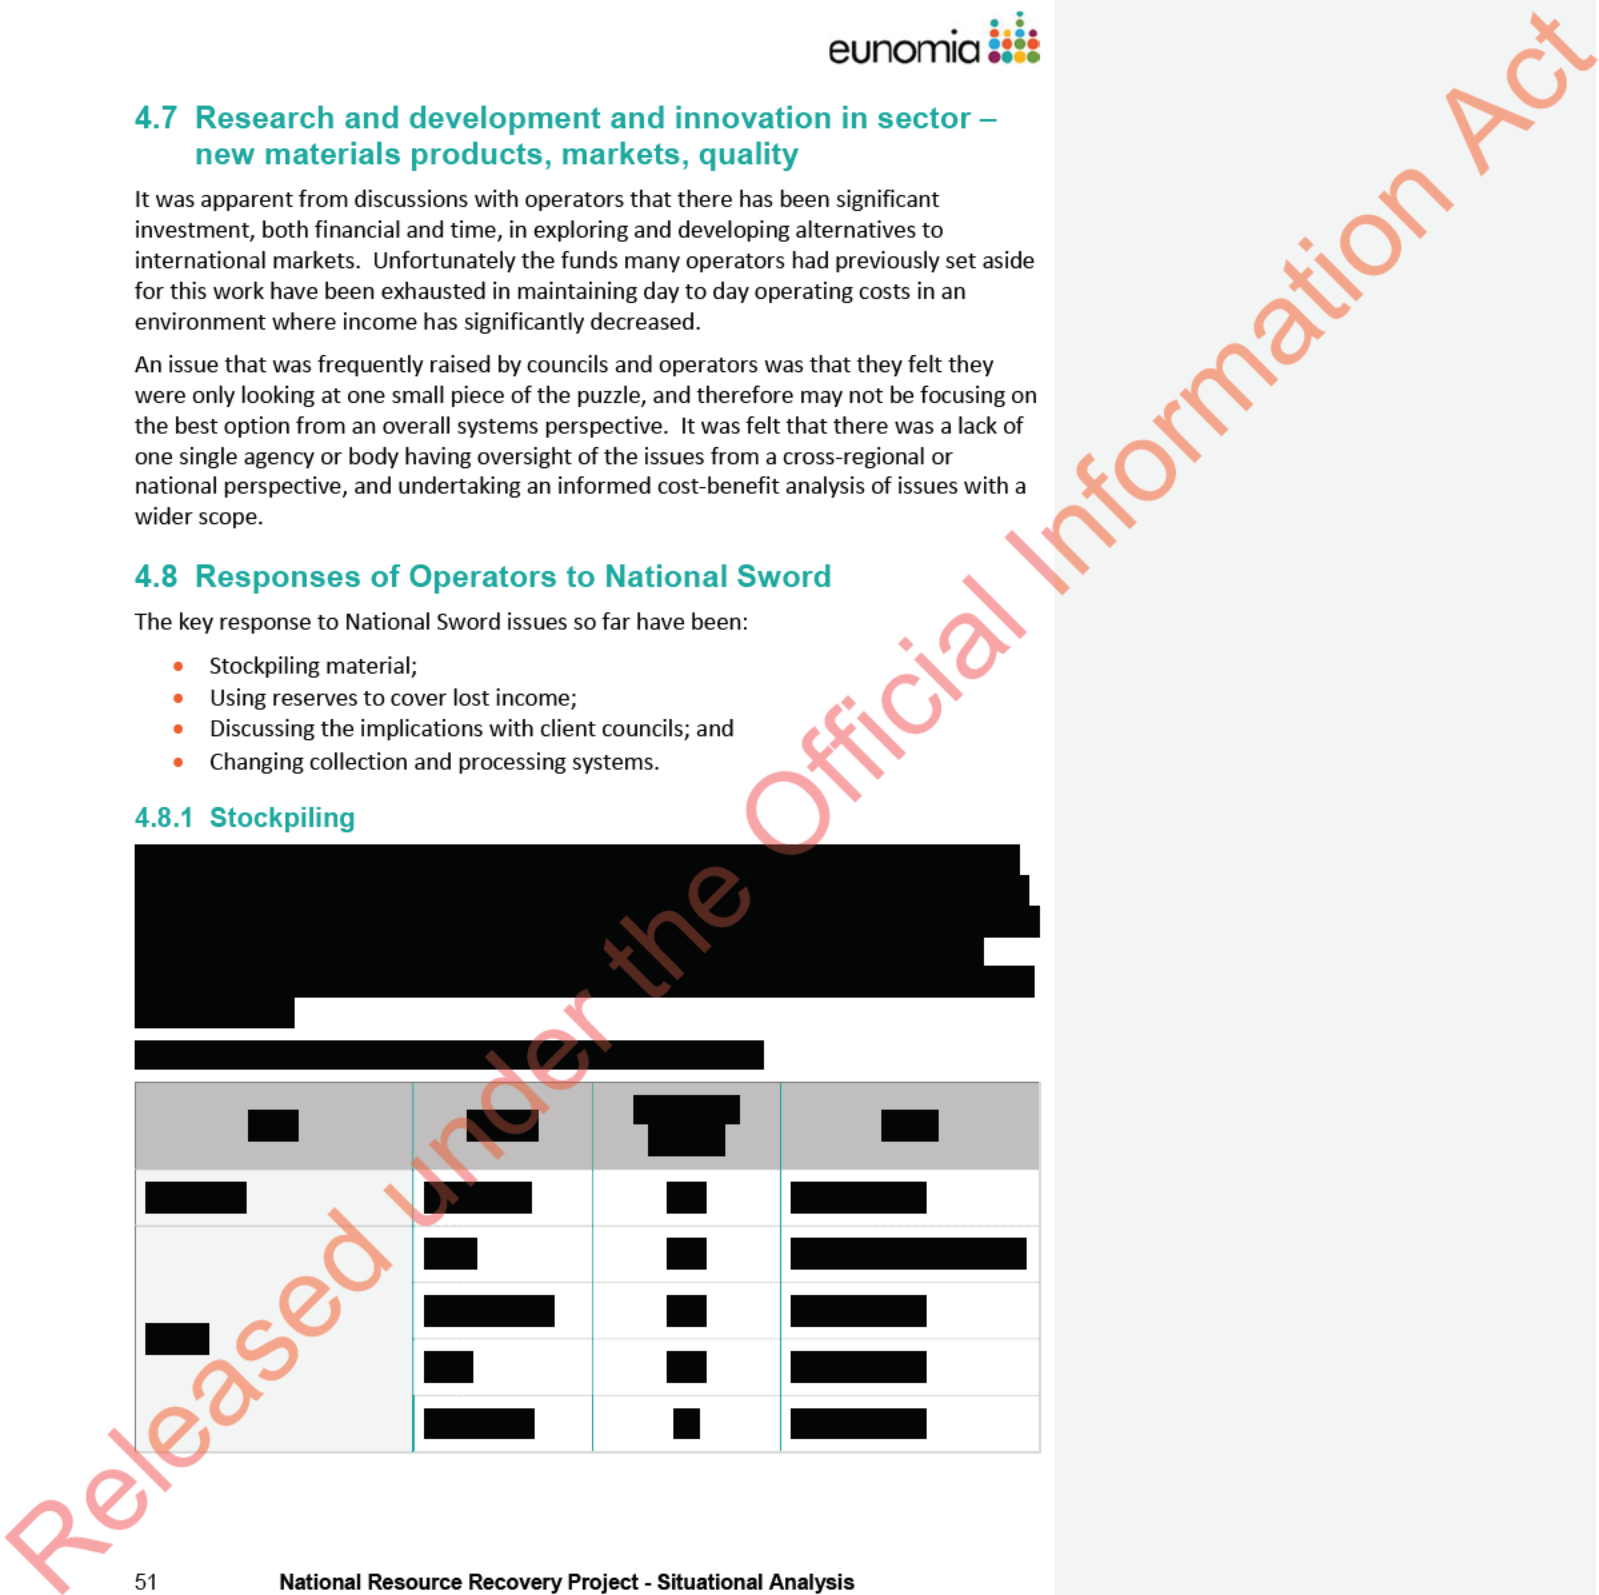 eunomia
4.7 Research and development and innovation in sector –
new materials products, markets, quality
It was apparent from discussions with operators that there has been significant
investment, both financial and time, in exploring and developing alternatives to
international markets.  Unfortunately the funds many operators had previously set aside
for this work have been exhausted in maintaining day to day operating costs in an
environment where income has significantly decreased.
An issue that was frequently raised by councils and operators was that they felt they
were only looking at one small piece of the puzzle, and therefore may not be focusing on
the best option from an overall systems perspective.  It was felt that there was a lack of
one single agency or body having oversight of the issues from a cross-regional or
national perspective, and undertaking an informed cost-benefit analysis of issues with a
wider scope.
4.8 Responses of Operators to National Sword
The key response to National Sword issues so far have been:
• Stockpiling material;
• Using reserves to cover lost income;
• Discussing the implications with client councils; and
• Changing collection and processing systems.
4.8.1 Stockpiling
51 National Resource Recovery Project - Situational Analysis
Released under the Official Information Act